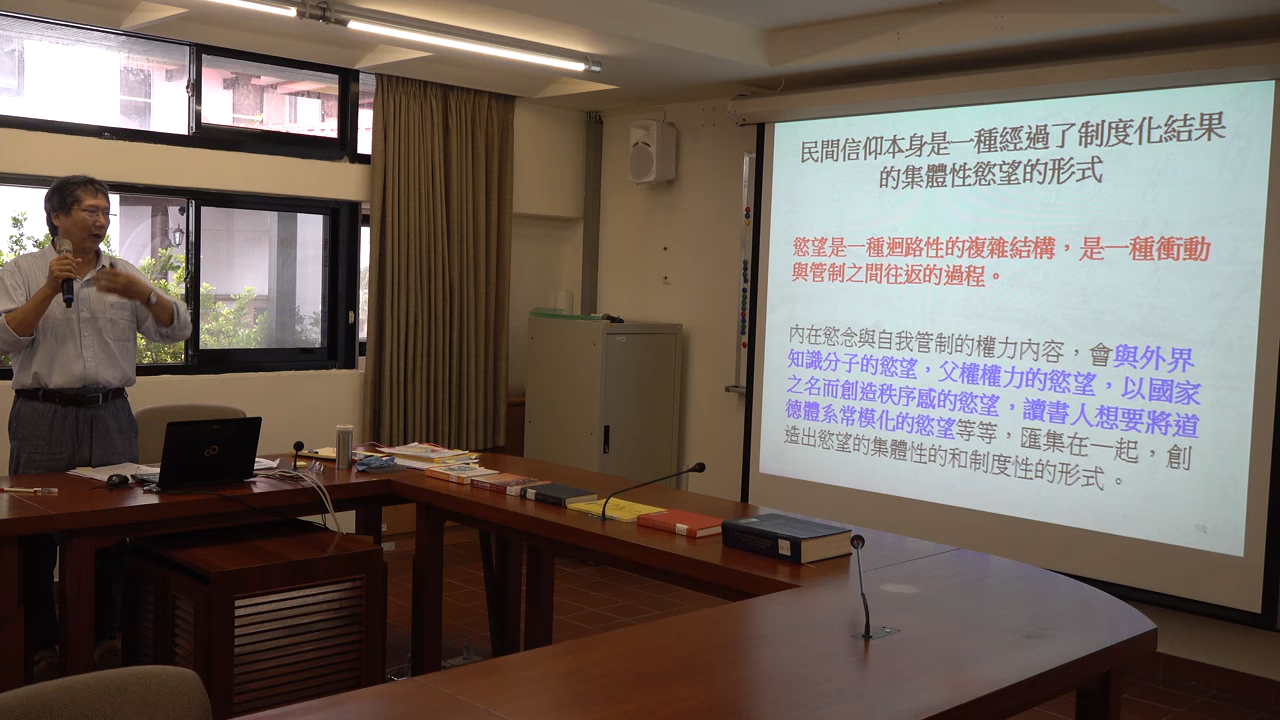 民間信仰本身是一種經過了制度化結果
的集體性慾望的形式
慾望是一種迴路性的複雜結構，是一種衝動
與管制之間往返的過程。
內在慾念與自我管制的權力內容，會與外界
知識分子的慾望，父權權力的慾望，以國家
之名而創造秩序感的慾望，讀書人想要將道
德體系常模化的慾望等等，匯集在一起，創
造出慾望的集體性的和制度性的形式。